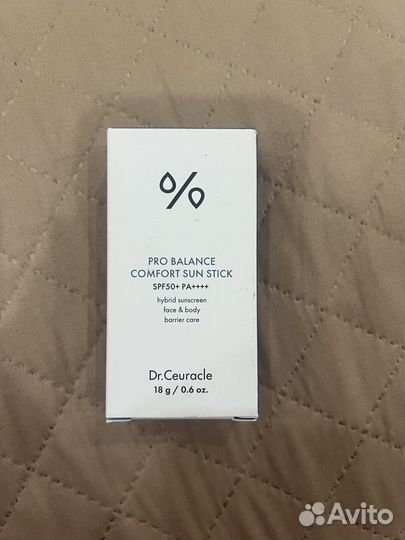 %
PRO BALANCE
COMFORT SUN STICK
SPF50+ PA++++
hybrid sunscreen
face & body
barrier care
Dr.Ceuracle
18 g / 0.6 oz.
Avito